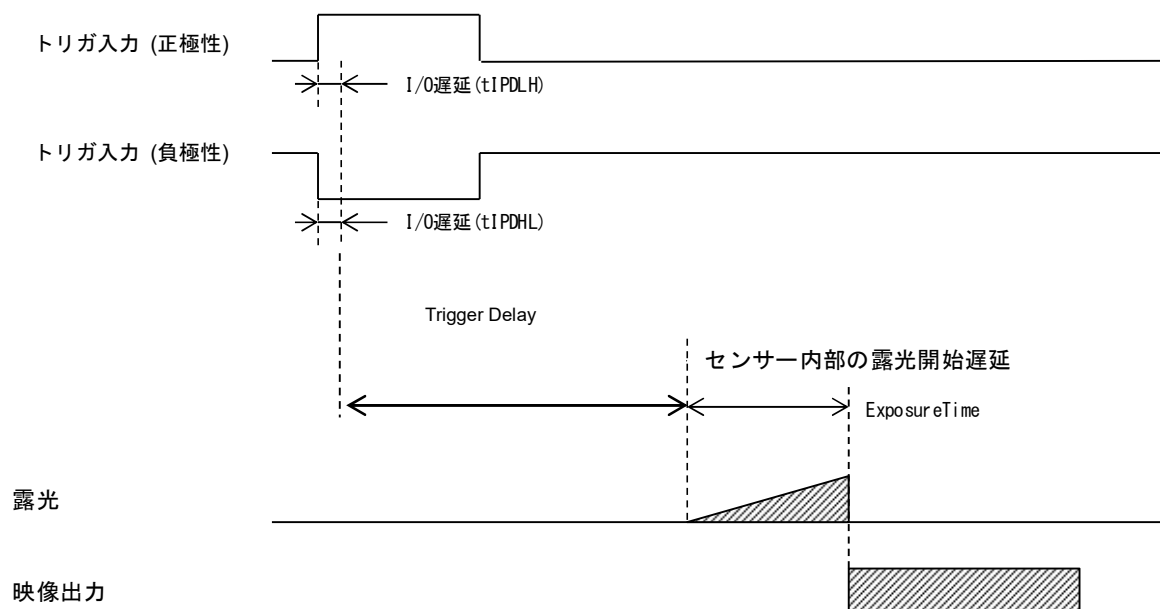 トリガ入力 (正極性)
I/O遅延(tIPDLH)
トリガ入力 (負極性)
I/O遅延(tIPDHL)
Trigger Delay
センサー内部の露光開始遅延
ExposureTime
露光
映像出力